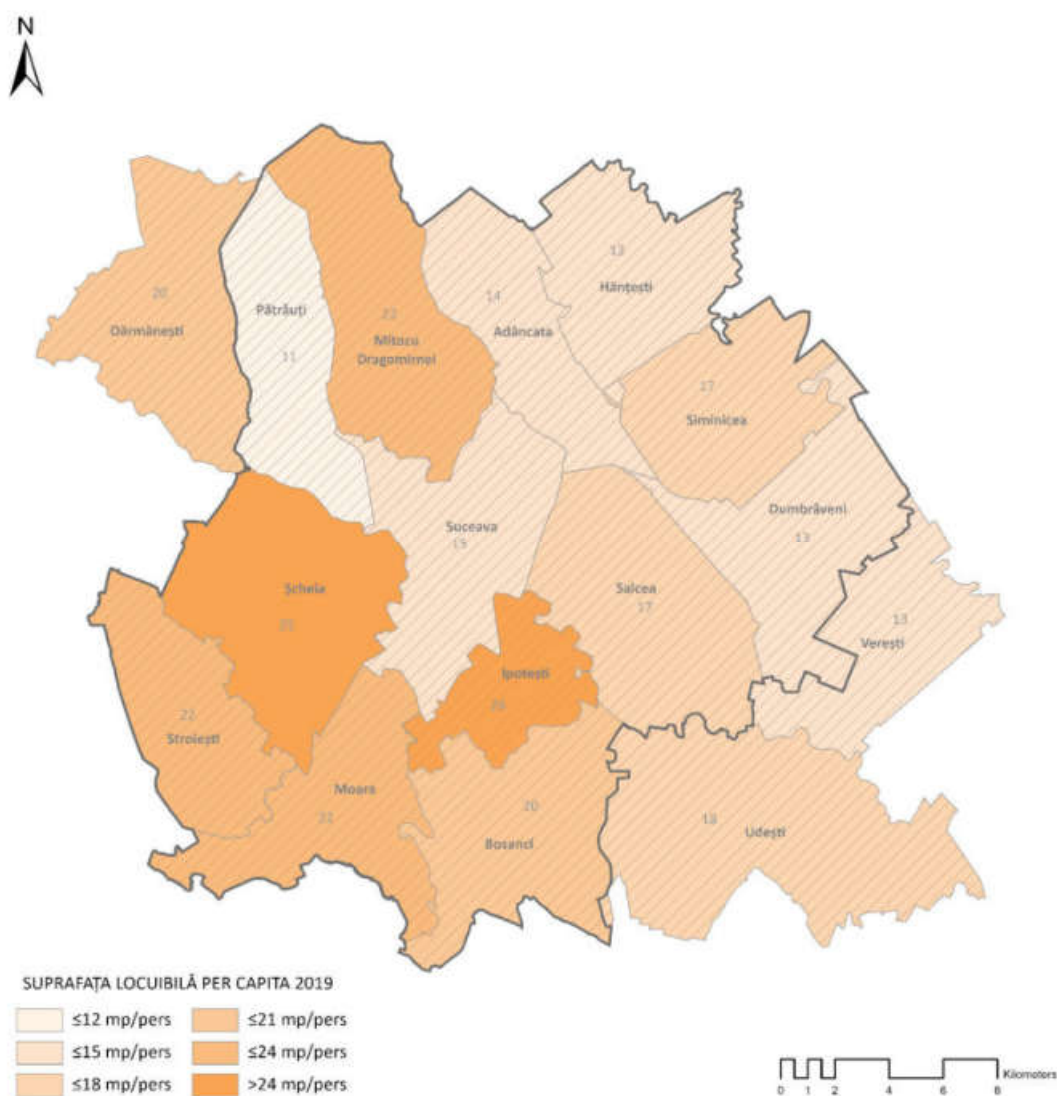 N
13
Hănțești
20
Dărmănești
Pătrăuți
11
22
Mitocu
Dragomirnei
14
Adâncata
17
Siminicea
Suceava
15
Dumbrăveni
13
Șcheia
Salcea
17
13
Verești
Ipotești
22
Stroiești
Moara
20
Bosanci
18
Udești
SUPRAFAȚA LOCUIBILĂ PER CAPITA 2019
≤12 mp/pers
≤21 mp/pers
≤15 mp/pers
≤24 mp/pers
≤18 mp/pers
>24 mp/pers
Kilometers
0 1 2 4 6 8